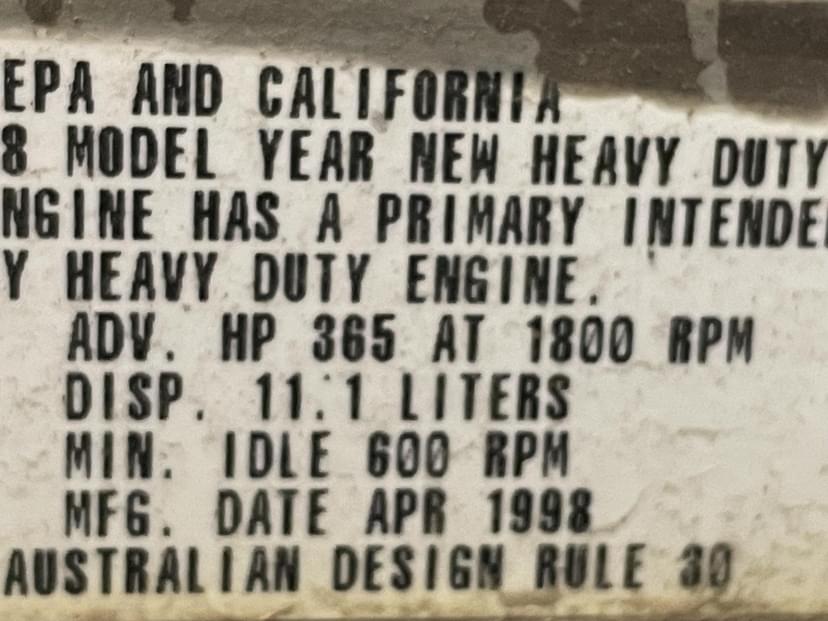 EPA AND CALIFORNIA
8 MODEL YEAR NEW HEAVY DUTY
NGINE HAS A PRIMARY INTENDE
Y HEAVY DUTY ENGINE.
ADV. HP 365 AT 1800 RPM
DISP. 11.1 LITERS
MIN. IDLE 600 RPM
MFG. DATE APR 1998
AUSTRALIAN DESIGN RULE 30